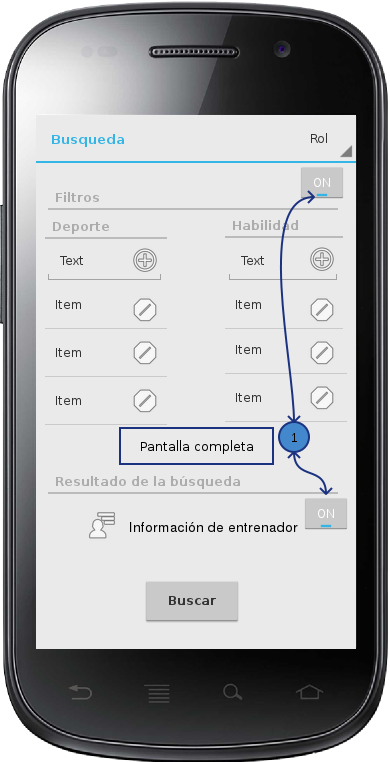 Busqueda
Rol
ON
Filtros
Deporte
Habilidad
Text
Text
Item
Item
Item
Item
Item
Item
Pantalla completa
1
Resultado de la búsqueda
ON
Información de entrenador
Buscar